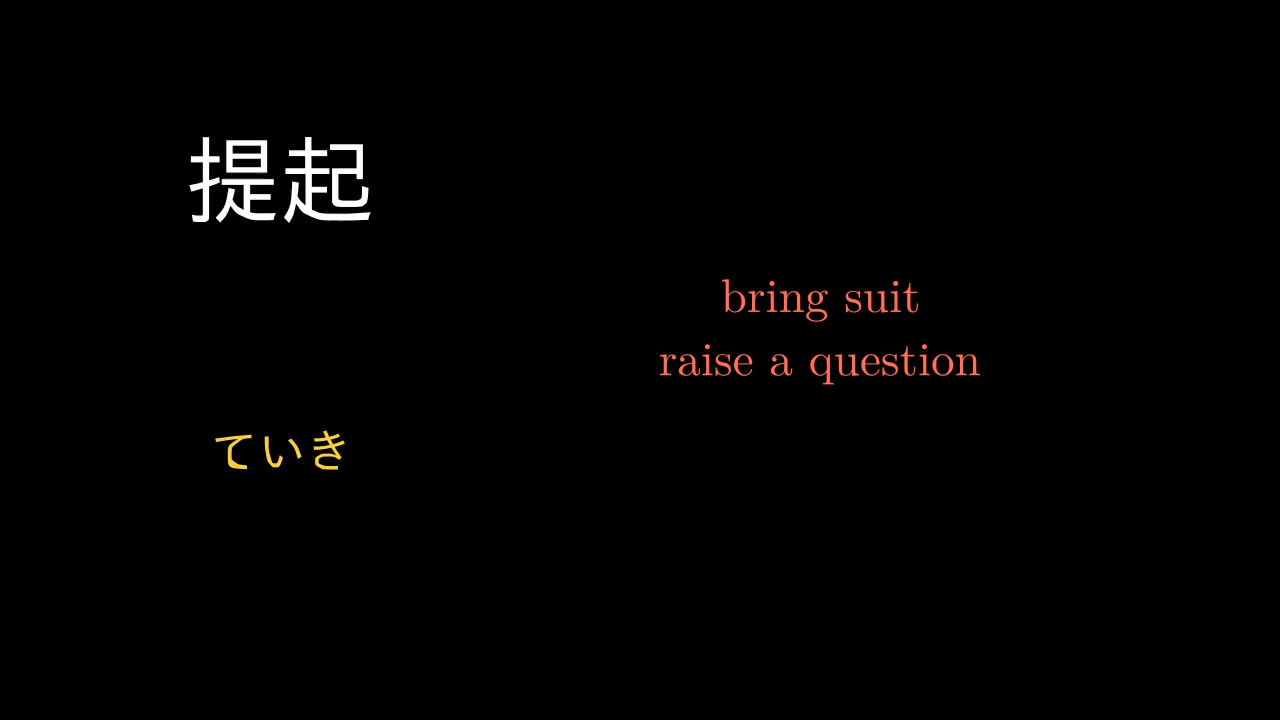 提起
bring suit
raise a question
ていき